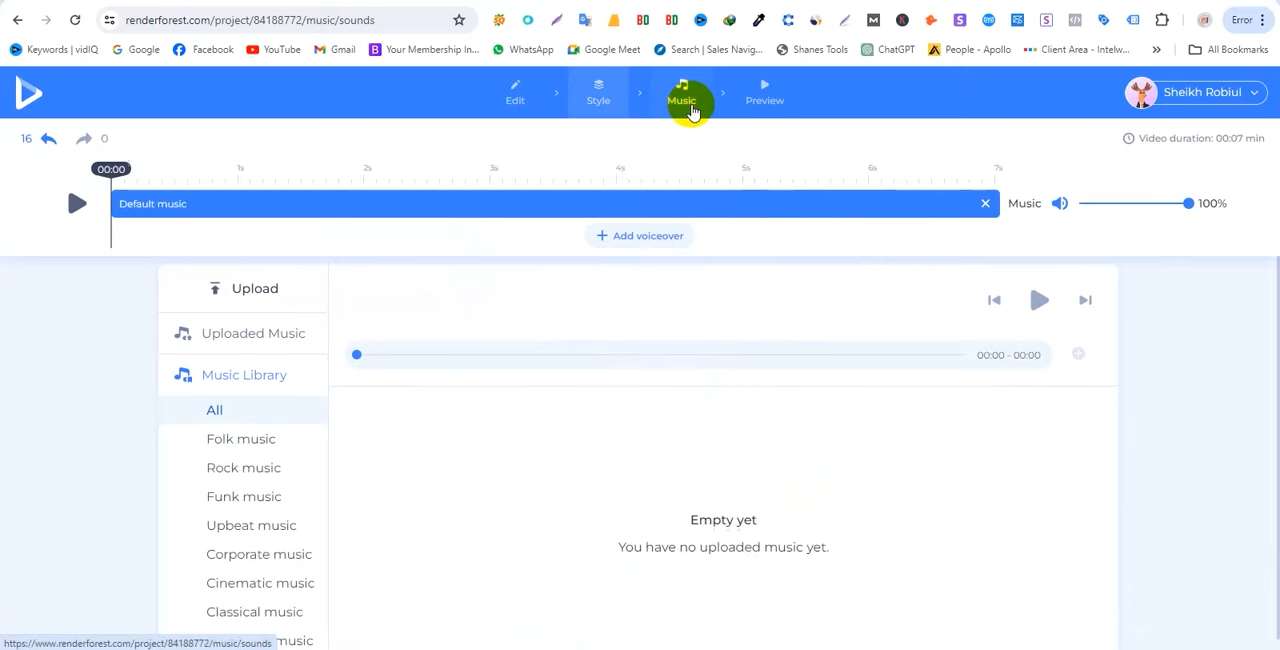 renderforest.com/project/84188772/music/sounds
Error
Keywords | vidIQ
Google
Facebook
YouTube
Gmail
Your Membership In...
WhatsApp
Google Meet
Search | Sales Navig...
Shanes Tools
ChatGPT
People - Apollo
Client Area - Intelw...
All Bookmarks
Edit
Style
Music
Preview
Sheikh Robiul
16
0
Video duration: 00:07 min
00:00
1s
2s
3s
4s
5s
6s
7s
Default music
Music
100%
Add voiceover
Upload
Uploaded Music
Music Library
00:00 - 00:00
All
Folk music
Rock music
Funk music
Upbeat music
Corporate music
Cinematic music
Classical music
music
Empty yet
You have no uploaded music yet.
https://www.renderforest.com/project/84188772/music/sounds